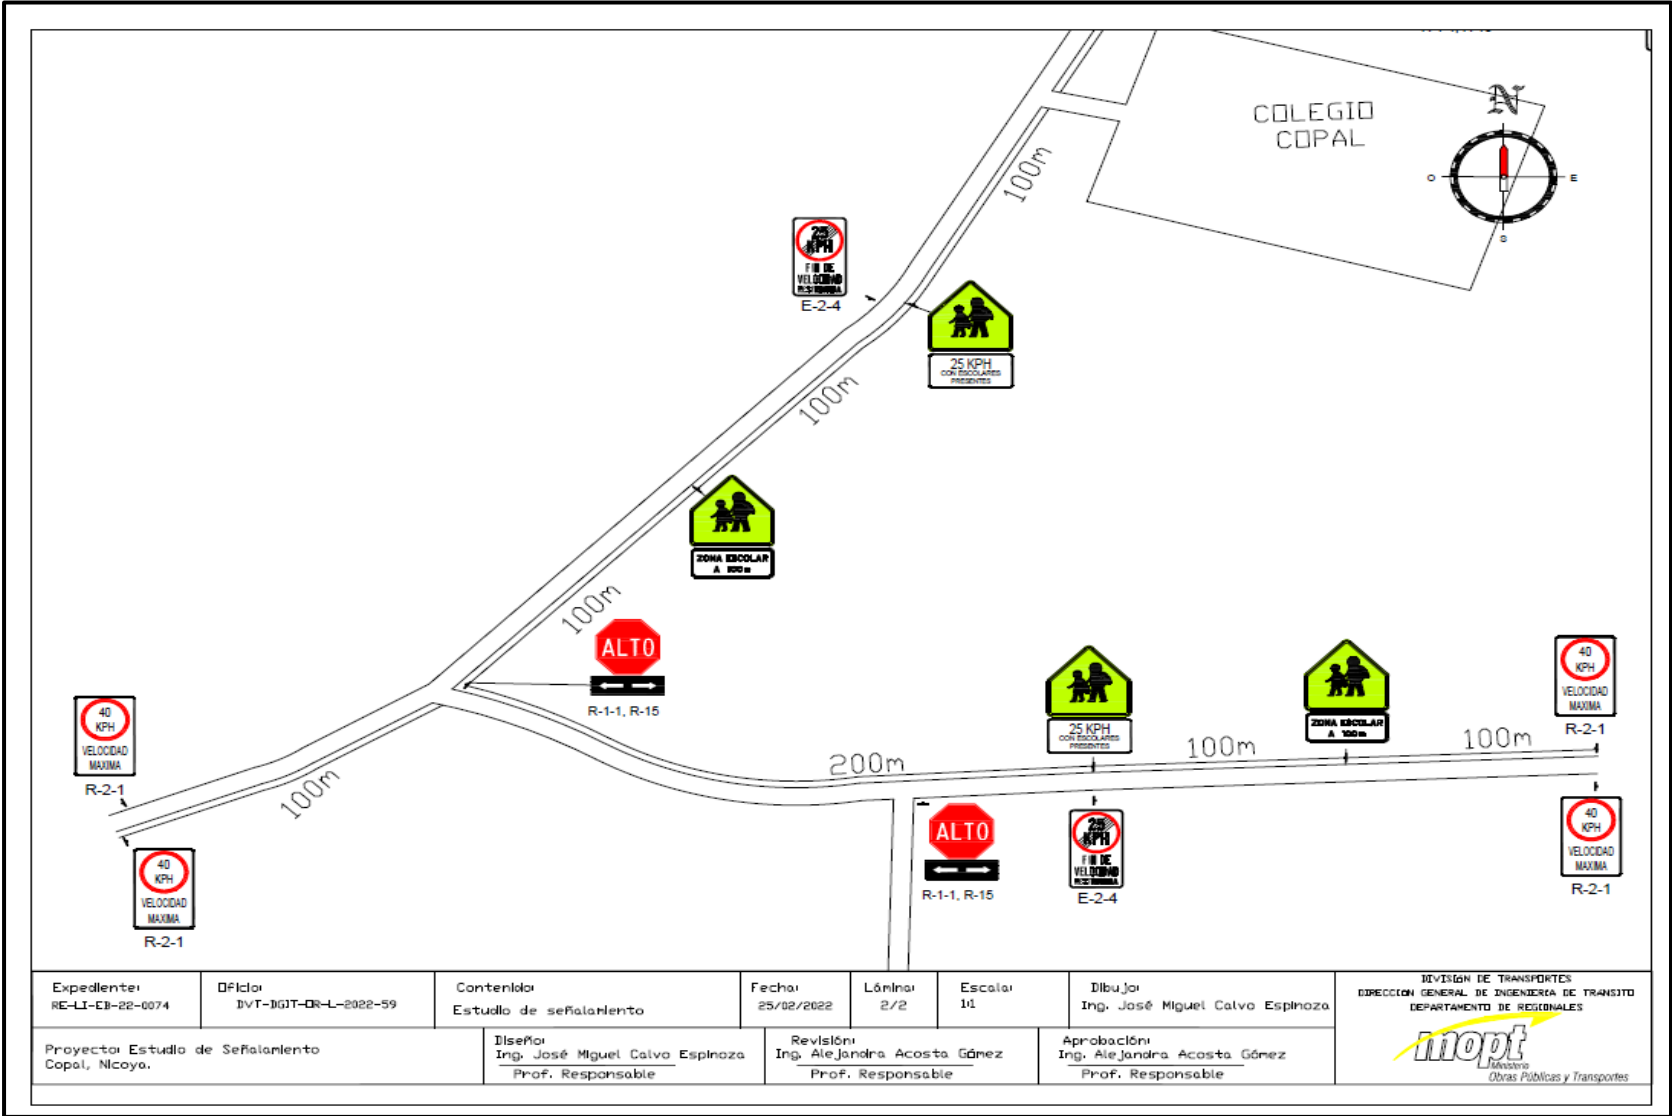 COLEGIO
COPAL
N
O
E
S
100m
25
KPH
FIN DE
VELOCIDAD
E-2-4
25 KPH
CON ESCOLARES
PRESENTES
100m
ZONA ESCOLAR
A 100m
100m
ALTO
R-1-1, R-15
40
KPH
VELOCIDAD
MAXIMA
R-2-1
100m
40
KPH
VELOCIDAD
MAXIMA
R-2-1
25 KPH
CON ESCOLARES
PRESENTES
200m
100m
ZONA ESCOLAR
A 100m
100m
40
KPH
VELOCIDAD
MAXIMA
R-2-1
ALTO
R-1-1, R-15
25
KPH
FIN DE
VELOCIDAD
E-2-4
40
KPH
VELOCIDAD
MAXIMA
R-2-1
Expediente:
RE-LI-EB-22-0074
Oficio:
DVT-DGIT-OR-L-2022-59
Contenido:
Estudio de señalamiento
Fecha:
25/02/2022
Lámina:
2/2
Escala:
1:1
Dibujo:
Ing. José Miguel Calvo Espinoza
Proyecto: Estudio de Señalamiento
Copal, Nicoya.
Diseño:
Ing. José Miguel Calvo Espinoza
Prof. Responsable
Revisión:
Ing. Alejandra Acosta Gómez
Prof. Responsable
Aprobación:
Ing. Alejandra Acosta Gómez
Prof. Responsable
DIVISIÓN DE TRANSPORTES
DIRECCION GENERAL DE INGENIERÍA DE TRANSITO
DEPARTAMENTO DE REGIONALES
mopt
Ministerio
Obras Públicas y Transportes